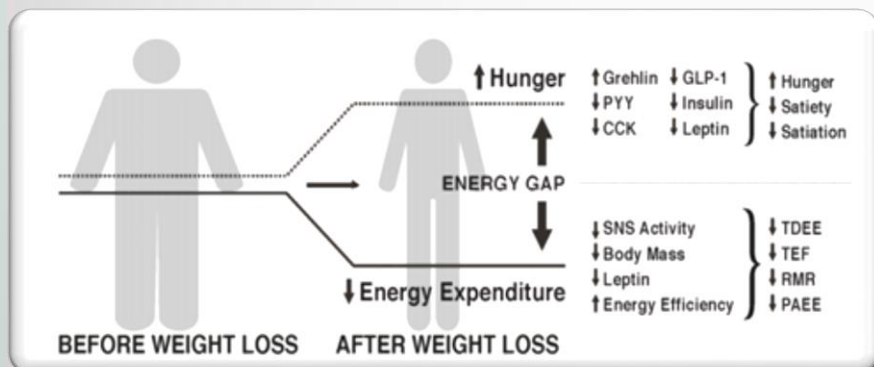 ↑Hunger
↑Grehlin ↓GLP-1
↓PYY ↓Insulin
↓CCK ↓Leptin
↑Hunger
↓Satiety
↓Satiation
ENERGY GAP
↓SNS Activity
↓Body Mass
↓Leptin
↑Energy Efficiency
↓TDEE
↓TEF
↓RMR
↓PAEE
↓Energy Expenditure
BEFORE WEIGHT LOSS
AFTER WEIGHT LOSS